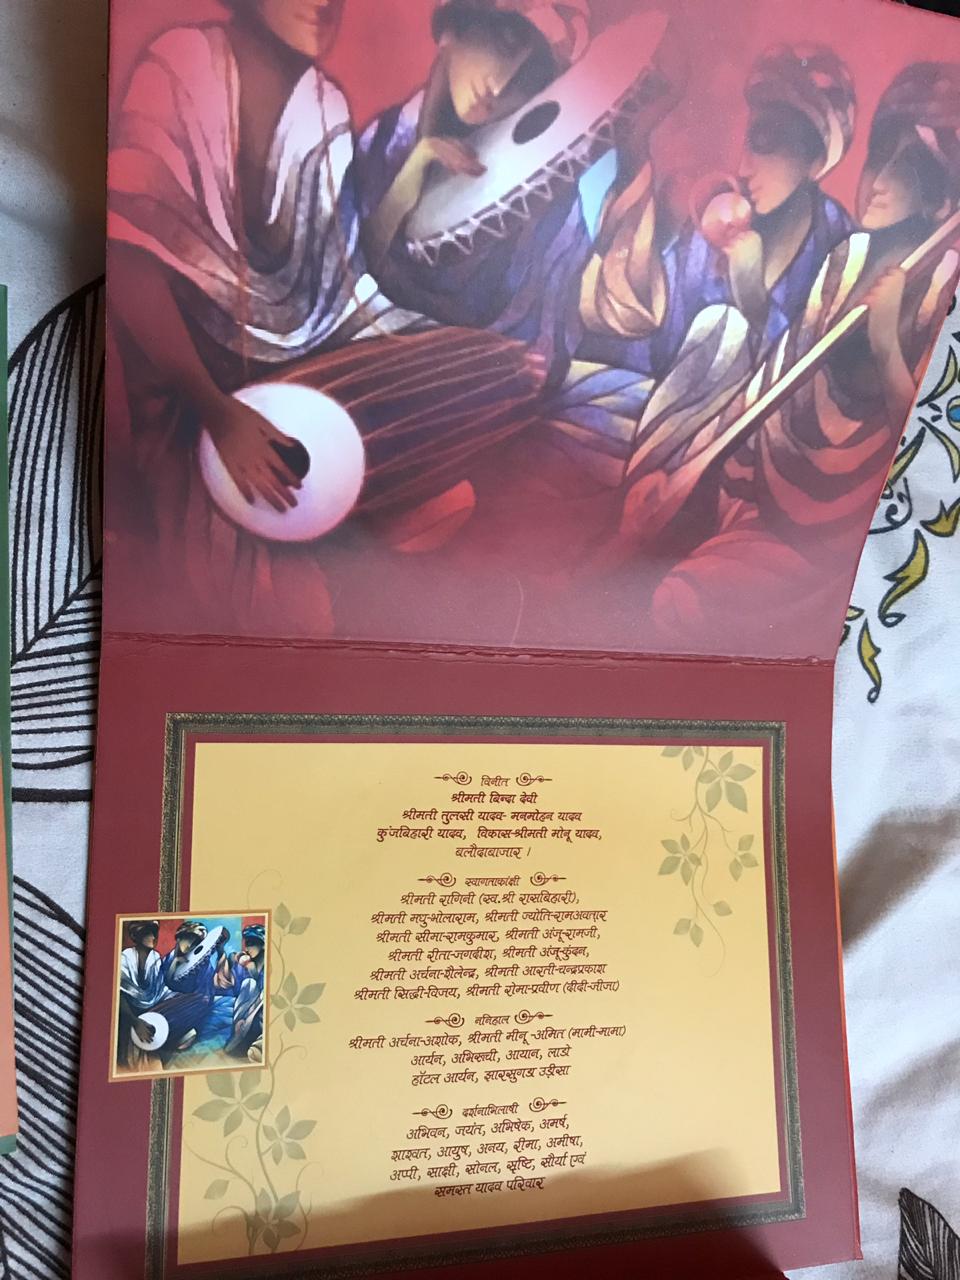 विनीत
श्रीमती बिन्दा देवी
श्रीमती तुलसी यादव- मनमोहन यादव
कुंजबिहारी यादव, विकास-श्रीमती मोनू यादव,
बलौदाबाजार ।
स्वागताकांक्षी
श्रीमती रागिनी (स्व.श्री रासबिहारी),
श्रीमती मधु-भोलाराम, श्रीमती ज्योति-रामअवतार
श्रीमती सीमा-रामकुमार, श्रीमती अंजू-रामजी,
श्रीमती रीता-जगदीश, श्रीमती अंजू-कुंदन,
श्रीमती अर्चना-शैलेन्द्र, श्रीमती आरती-चन्द्रप्रकाश
श्रीमती सिद्धी-विजय, श्रीमती रोमा-प्रवीण (दीदी-जीजा)
ननिहाल
श्रीमती अर्चना-अशोक, श्रीमती मीनू -अमित (मामी-मामा)
आर्यन, अभिरुची, आयान, लाडो
हॉटल आर्यन, झारसुगड़ा उड़ीसा
दर्शनाभिलाषी
अभिवन, जयंत, अभिषेक, अमर्ष,
शाश्वत, आयुष, अनय, रीमा, अमीषा,
अप्पी, साक्षी, सोनल, सृष्टि, सौर्या एवं
समस्त यादव परिवार